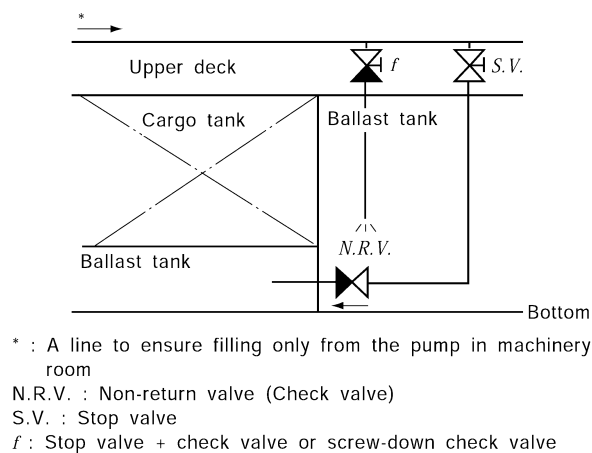 *
Upper deck
f
S.V.
Cargo tank
Ballast tank
N.R.V.
Ballast tank
Bottom
* : A line to ensure filling only from the pump in machinery
room
N.R.V. : Non-return valve (Check valve)
S.V. : Stop valve
f : Stop valve + check valve or screw-down check valve